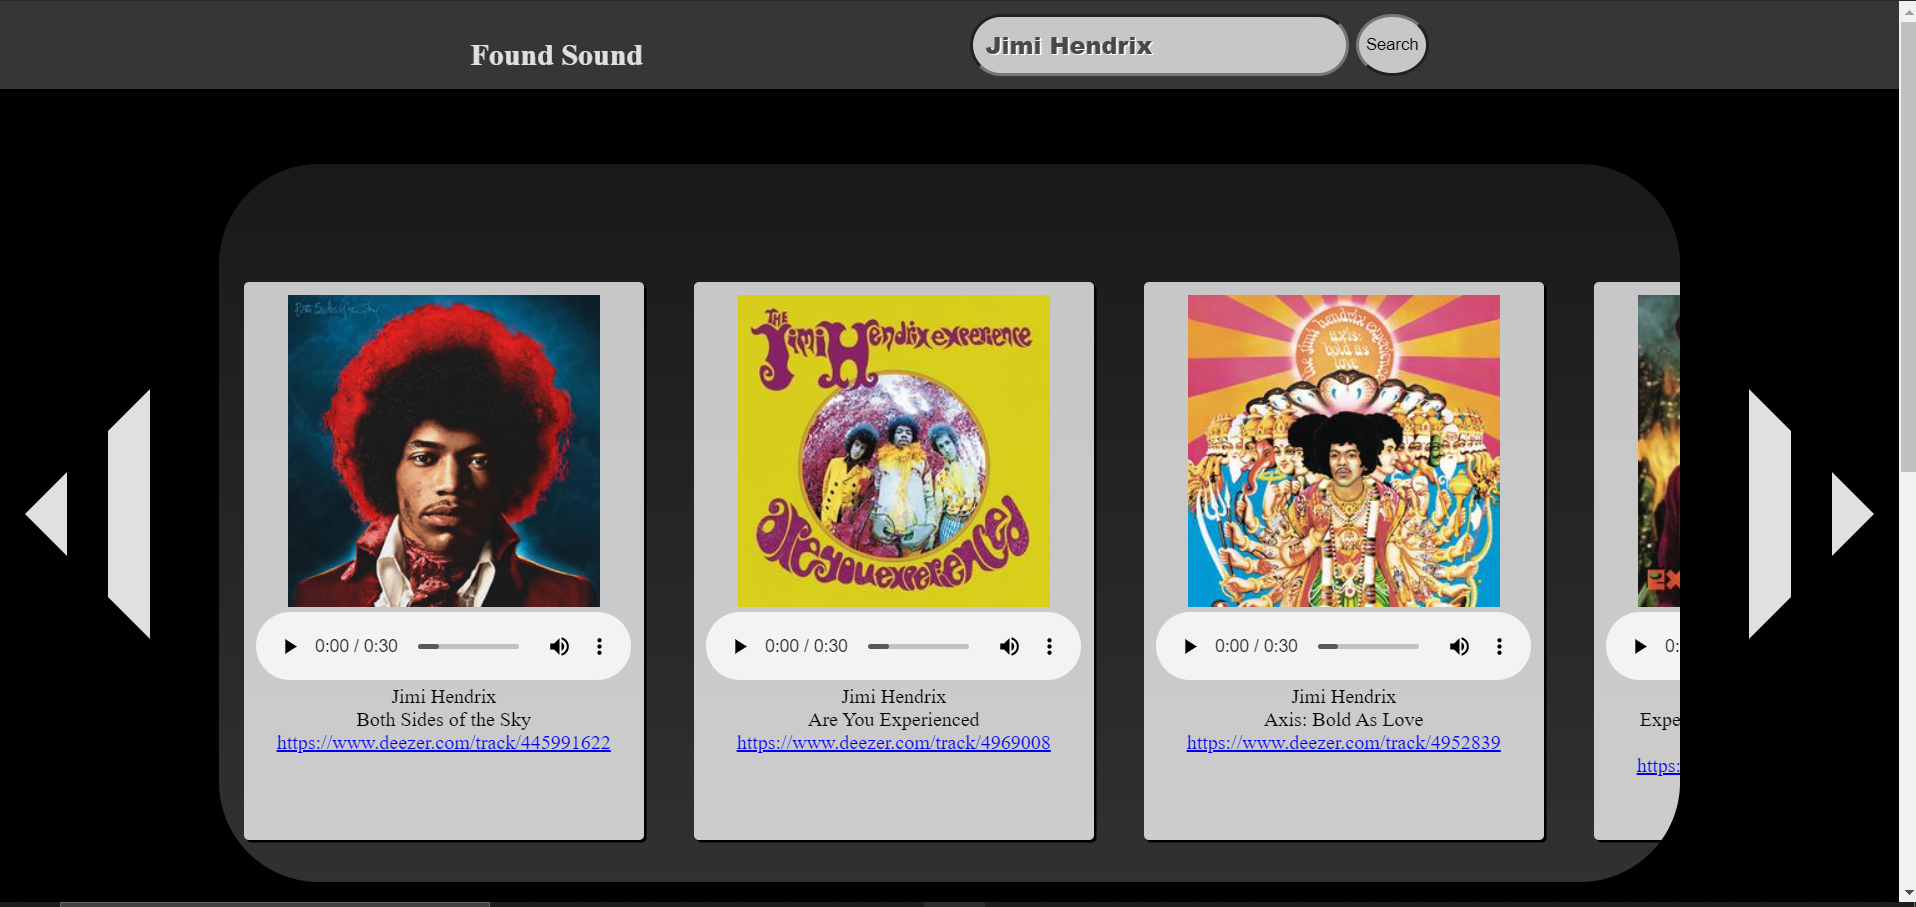 Found Sound
Jimi Hendrix
Search
Both Sides of the Sky
0:00 / 0:30
Jimi Hendrix
Both Sides of the Sky
https://www.deezer.com/track/445991622
THE
Jimi Hendrix experience
are you experienced
0:00 / 0:30
Jimi Hendrix
Are You Experienced
https://www.deezer.com/track/4969008
the jimi hendrix experience
axis:
bold as
love
0:00 / 0:30
Jimi Hendrix
Axis: Bold As Love
https://www.deezer.com/track/4952839
EX
0:
Expe
https: